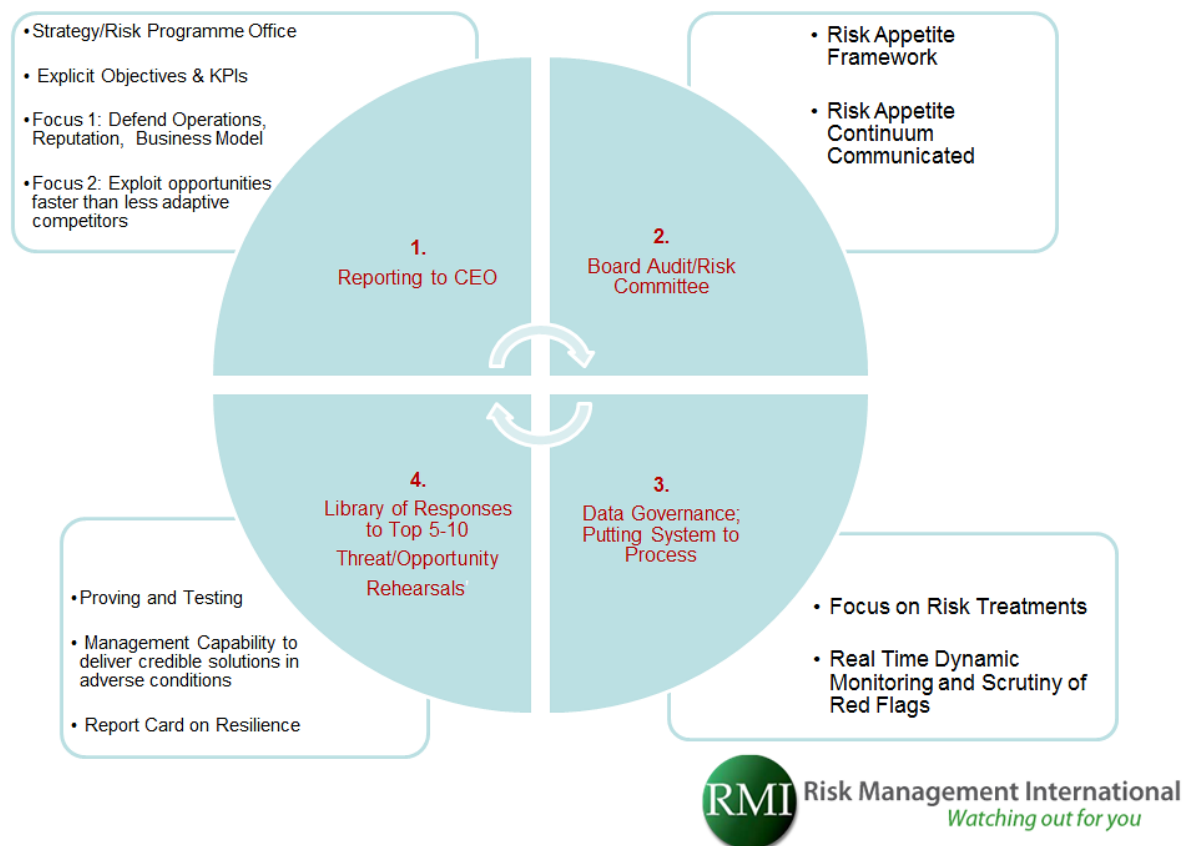 •Strategy/Risk Programme Office
• Explicit Objectives & KPIs
•Focus 1: Defend Operations,
Reputation, Business Model
•Focus 2: Exploit opportunities
faster than less adaptive
competitors
• Risk Appetite
Framework
• Risk Appetite
Continuum
Communicated
1.
Reporting to CEO
2.
Board Audit/Risk
Committee
4.
Library of Responses
to Top 5-10
Threat/Opportunity
Rehearsals'
3.
Data Governance;
Putting System to
Process
•Proving and Testing
• Management Capability to
deliver credible solutions in
adverse conditions
• Report Card on Resilience
• Focus on Risk Treatments
• Real Time Dynamic
Monitoring and Scrutiny of
Red Flags
RMI Risk Management International
Watching out for you